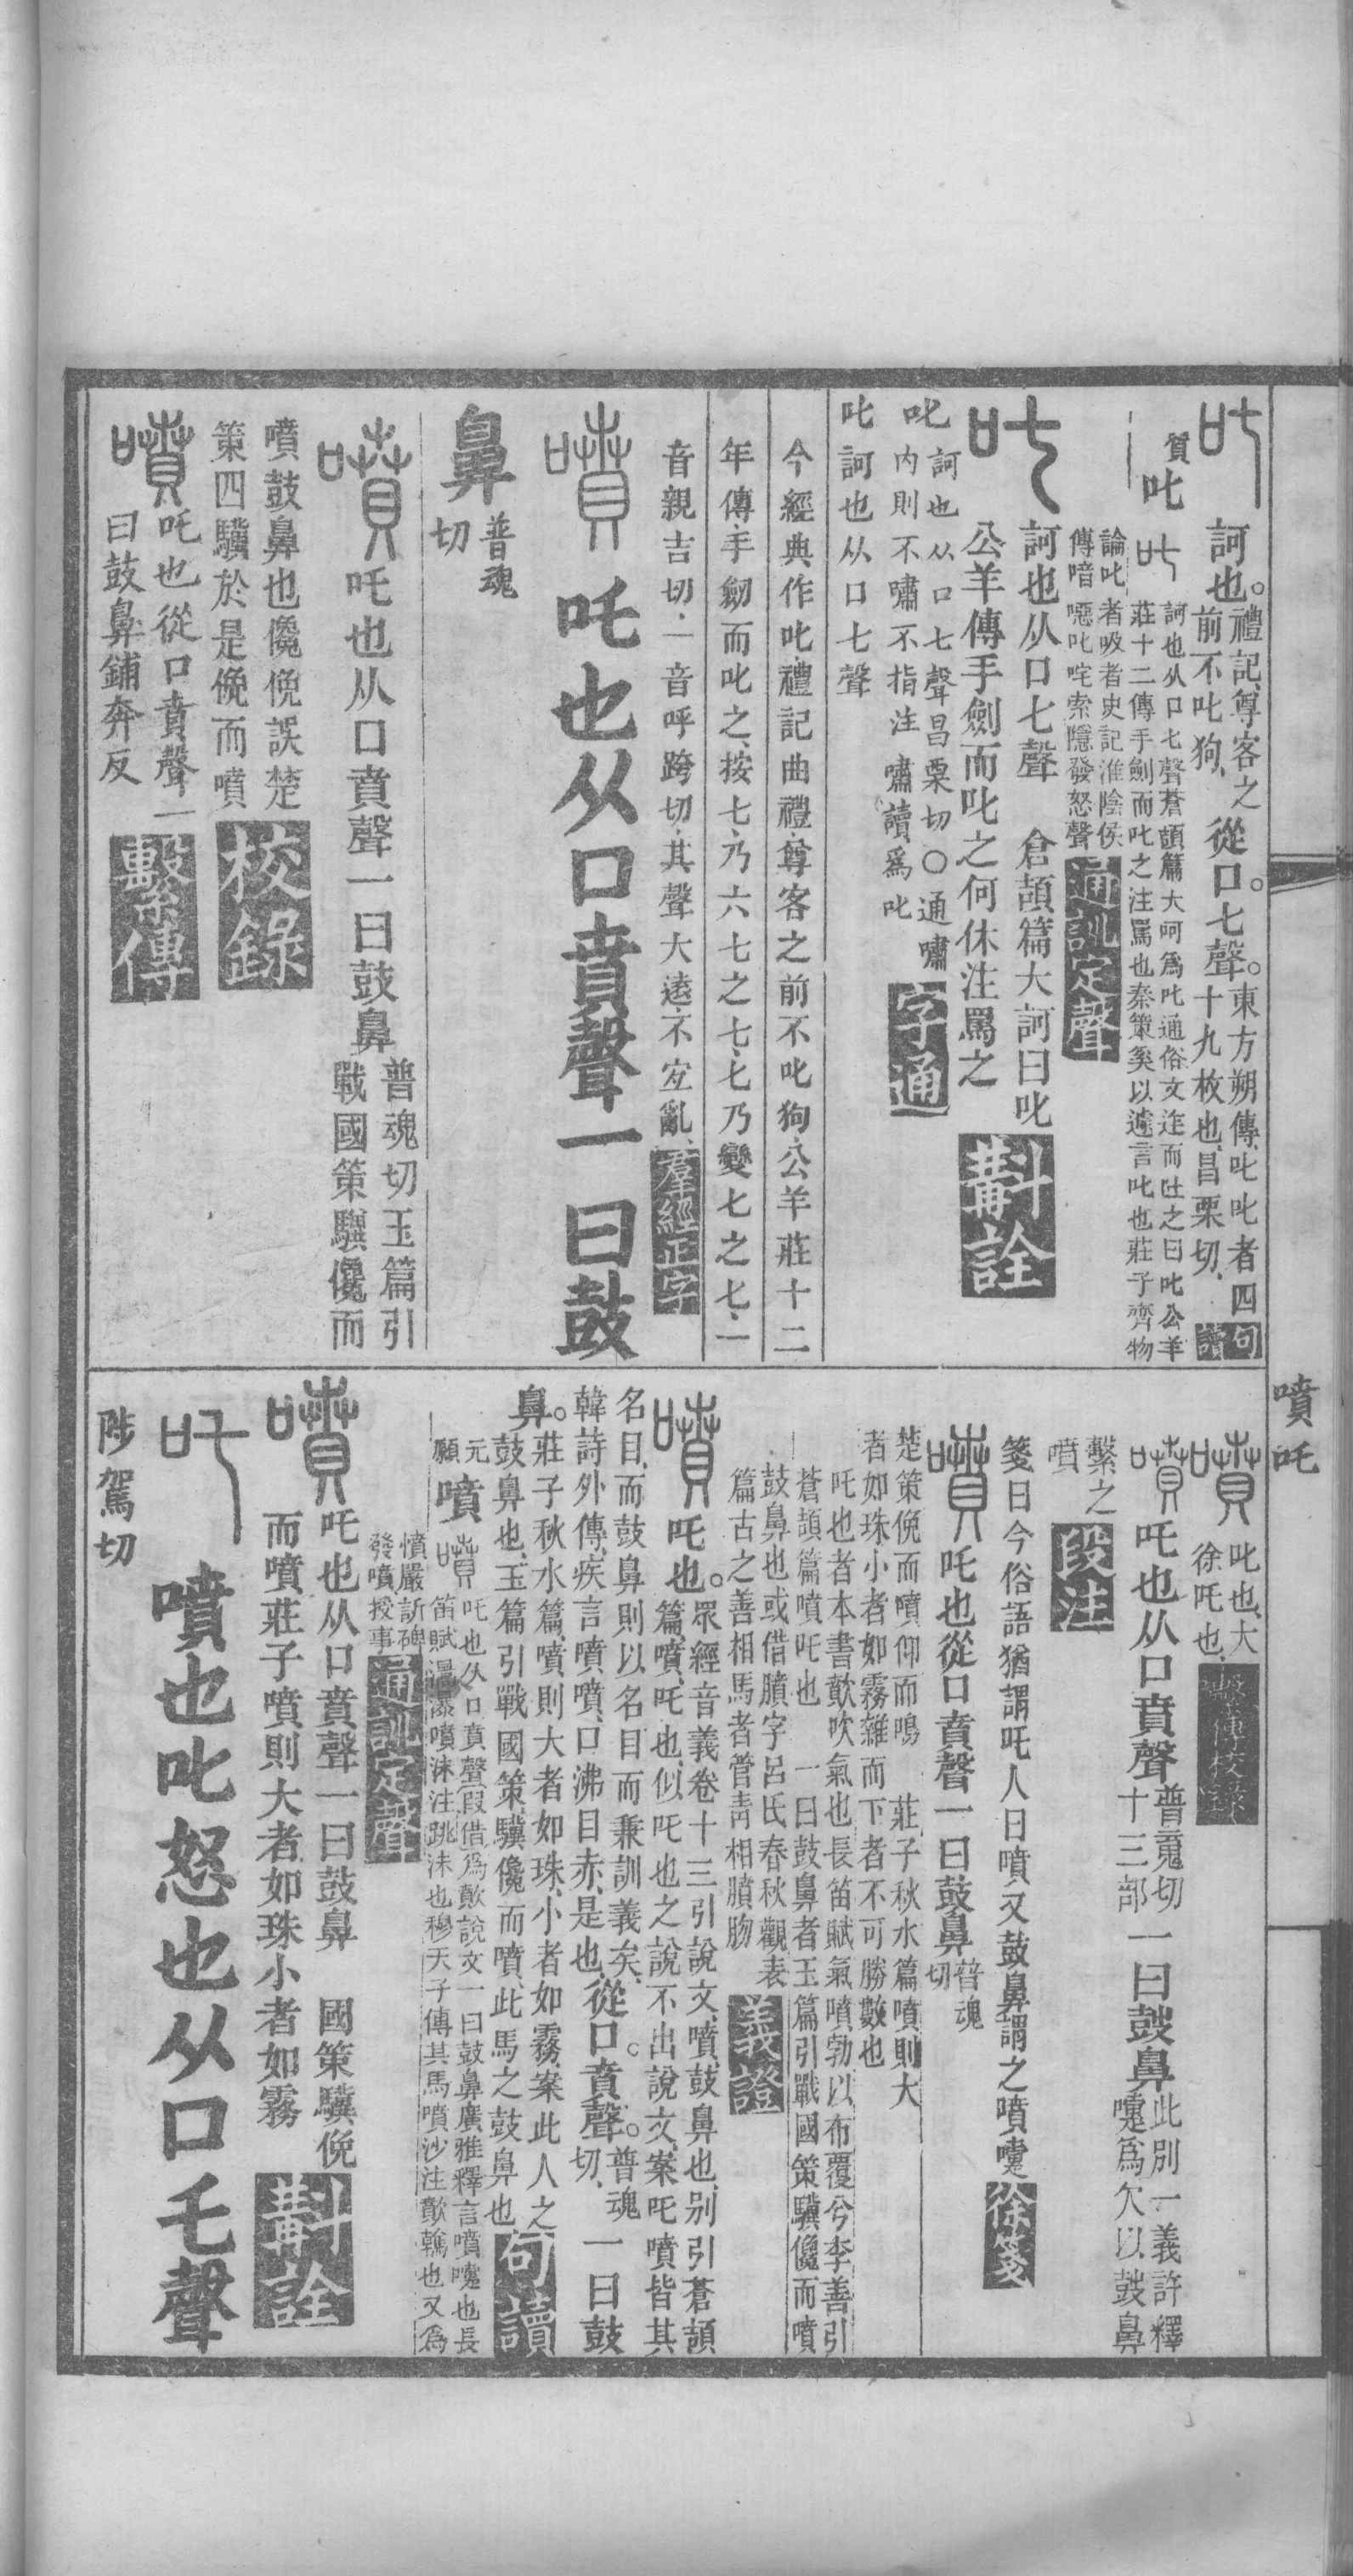 叱
訶也。禮記、尊客之
前不叱狗、從口。七聲。東方朔傳、叱叱者四
十九枚也、昌栗切、句讀
質 叱
叱 訶也从口七聲蒼頡篇大呵爲叱通俗文迮而吐之曰叱公羊
莊十二傳手劍而叱之注罵也秦策奚以遽言叱也莊子齊物
論叱者吸者史記淮陰侯
傳喑噁叱咤索隱發怒聲通訓定聲
叱 訶也从口七聲 倉頡篇大訶曰叱
公羊傳手劍而叱之何休注罵之 斠詮
叱 訶也从口七聲昌栗切○通嘯
內則不嘯不指注嘯讀爲叱 字通
叱訶也从口七聲
今經典作叱禮記曲禮尊客之前不叱狗公羊莊十二
年傳手劒而叱之按七乃六七之七七乃變七之七一
音親吉切一音呼跨切其聲大遠不宐亂 羣經正字
噴 吒也从口賁聲一曰鼓
鼻 普魂
切
噴 吒也从口賁聲一曰鼓鼻 普魂切玉篇引
戰國策驥儳而
噴鼓鼻也儳俛誤楚
策四驥於是俛而噴 校錄
噴 吒也從口賁聲一
曰鼓鼻鋪奔反 繫傳
噴吒
噴 叱也大
徐吒也 繫傳校錄
噴 吒也从口賁聲 普魂切
十三部 一曰鼓鼻 此別一義許釋
嚏爲欠以鼓鼻
繫之
噴 段注
箋曰今俗語猶謂吒人曰噴又鼓鼻謂之噴嚏 徐箋
噴 吒也從口賁聲一曰鼓鼻 普魂
切
楚策俛而噴仰而鳴 莊子秋水篇噴則大
者如珠小者如霧雜而下者不可勝數也
吒也者本書歕吹氣也長笛賦氣噴勃以布覆兮李善引
蒼頡篇噴吒也 一曰鼓鼻者玉篇引戰國策驥儳而噴
鼓鼻也或借膹字呂氏春秋觀表
篇古之善相馬者管青相膹肳 義證
噴 吒也。眾經音義卷十三引說文、噴、鼓鼻也、别引蒼頡
篇、噴、吒也、似吒也之說不出說文、案吒噴皆其
名目、而鼓鼻則以名目而兼訓義矣、
韓詩外傳、疾言噴噴、口沸目赤、是也、從口。賁聲。普魂
切、一曰鼓
鼻。莊子秋水篇、噴則大者如珠、小者如霧、案此人之
鼓鼻也、玉篇引戰國策、驥儳而噴、此馬之鼓鼻也 句讀
元
願 噴
噴 吒也从口賁聲假借爲歕說文一曰鼓鼻廣雅釋言噴嚏也長
笛賦瀑噴沫注跳沫也穆天子傳其馬噴沙注歕翰也又爲
憤嚴訢碑
發噴授事 通訓定聲
噴 吒也从口賁聲一曰鼓鼻 國策驥俛
而噴莊子噴則大者如珠小者如霧 斠詮
吒 噴也叱怒也从口乇聲
陟駕切